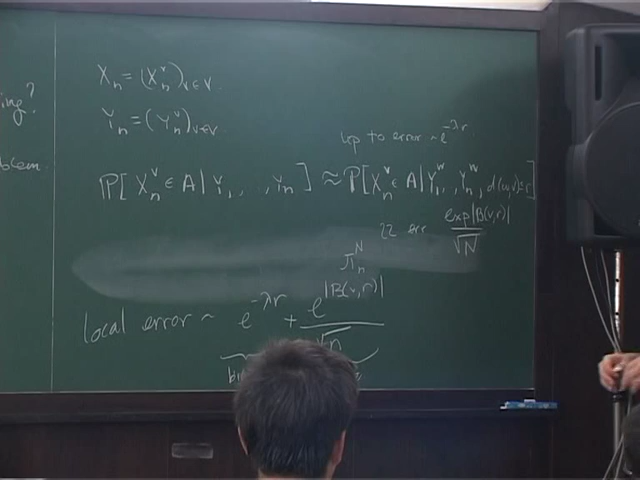 ing?
blem
X_n = (X_n^v)_{v∈V}
Y_n = (Y_n^v)_{v∈V}
up to error ~ e^{-λr}
P[X_n^v ∈ A | Y_1, , Y_n] ≈ P[X_n^v ∈ A | Y_1^w, , Y_n^w, d(w,v)≤r]
exp|B(v,r)| / √N
π_n^N
local error ~ e^{-λr} + e^{|B(v,r)|} / √n